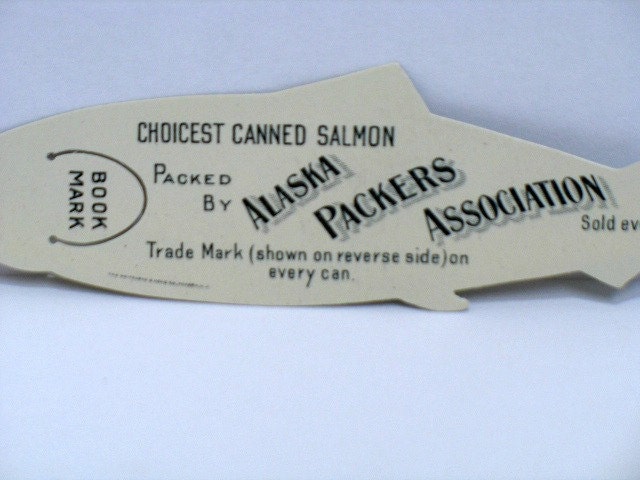 CHOICEST CANNED SALMON
BOOK
MARK
PACKED
BY ALASKA PACKERS ASSOCIATION
Sold
Trade Mark (shown on reverse side) on
every can.